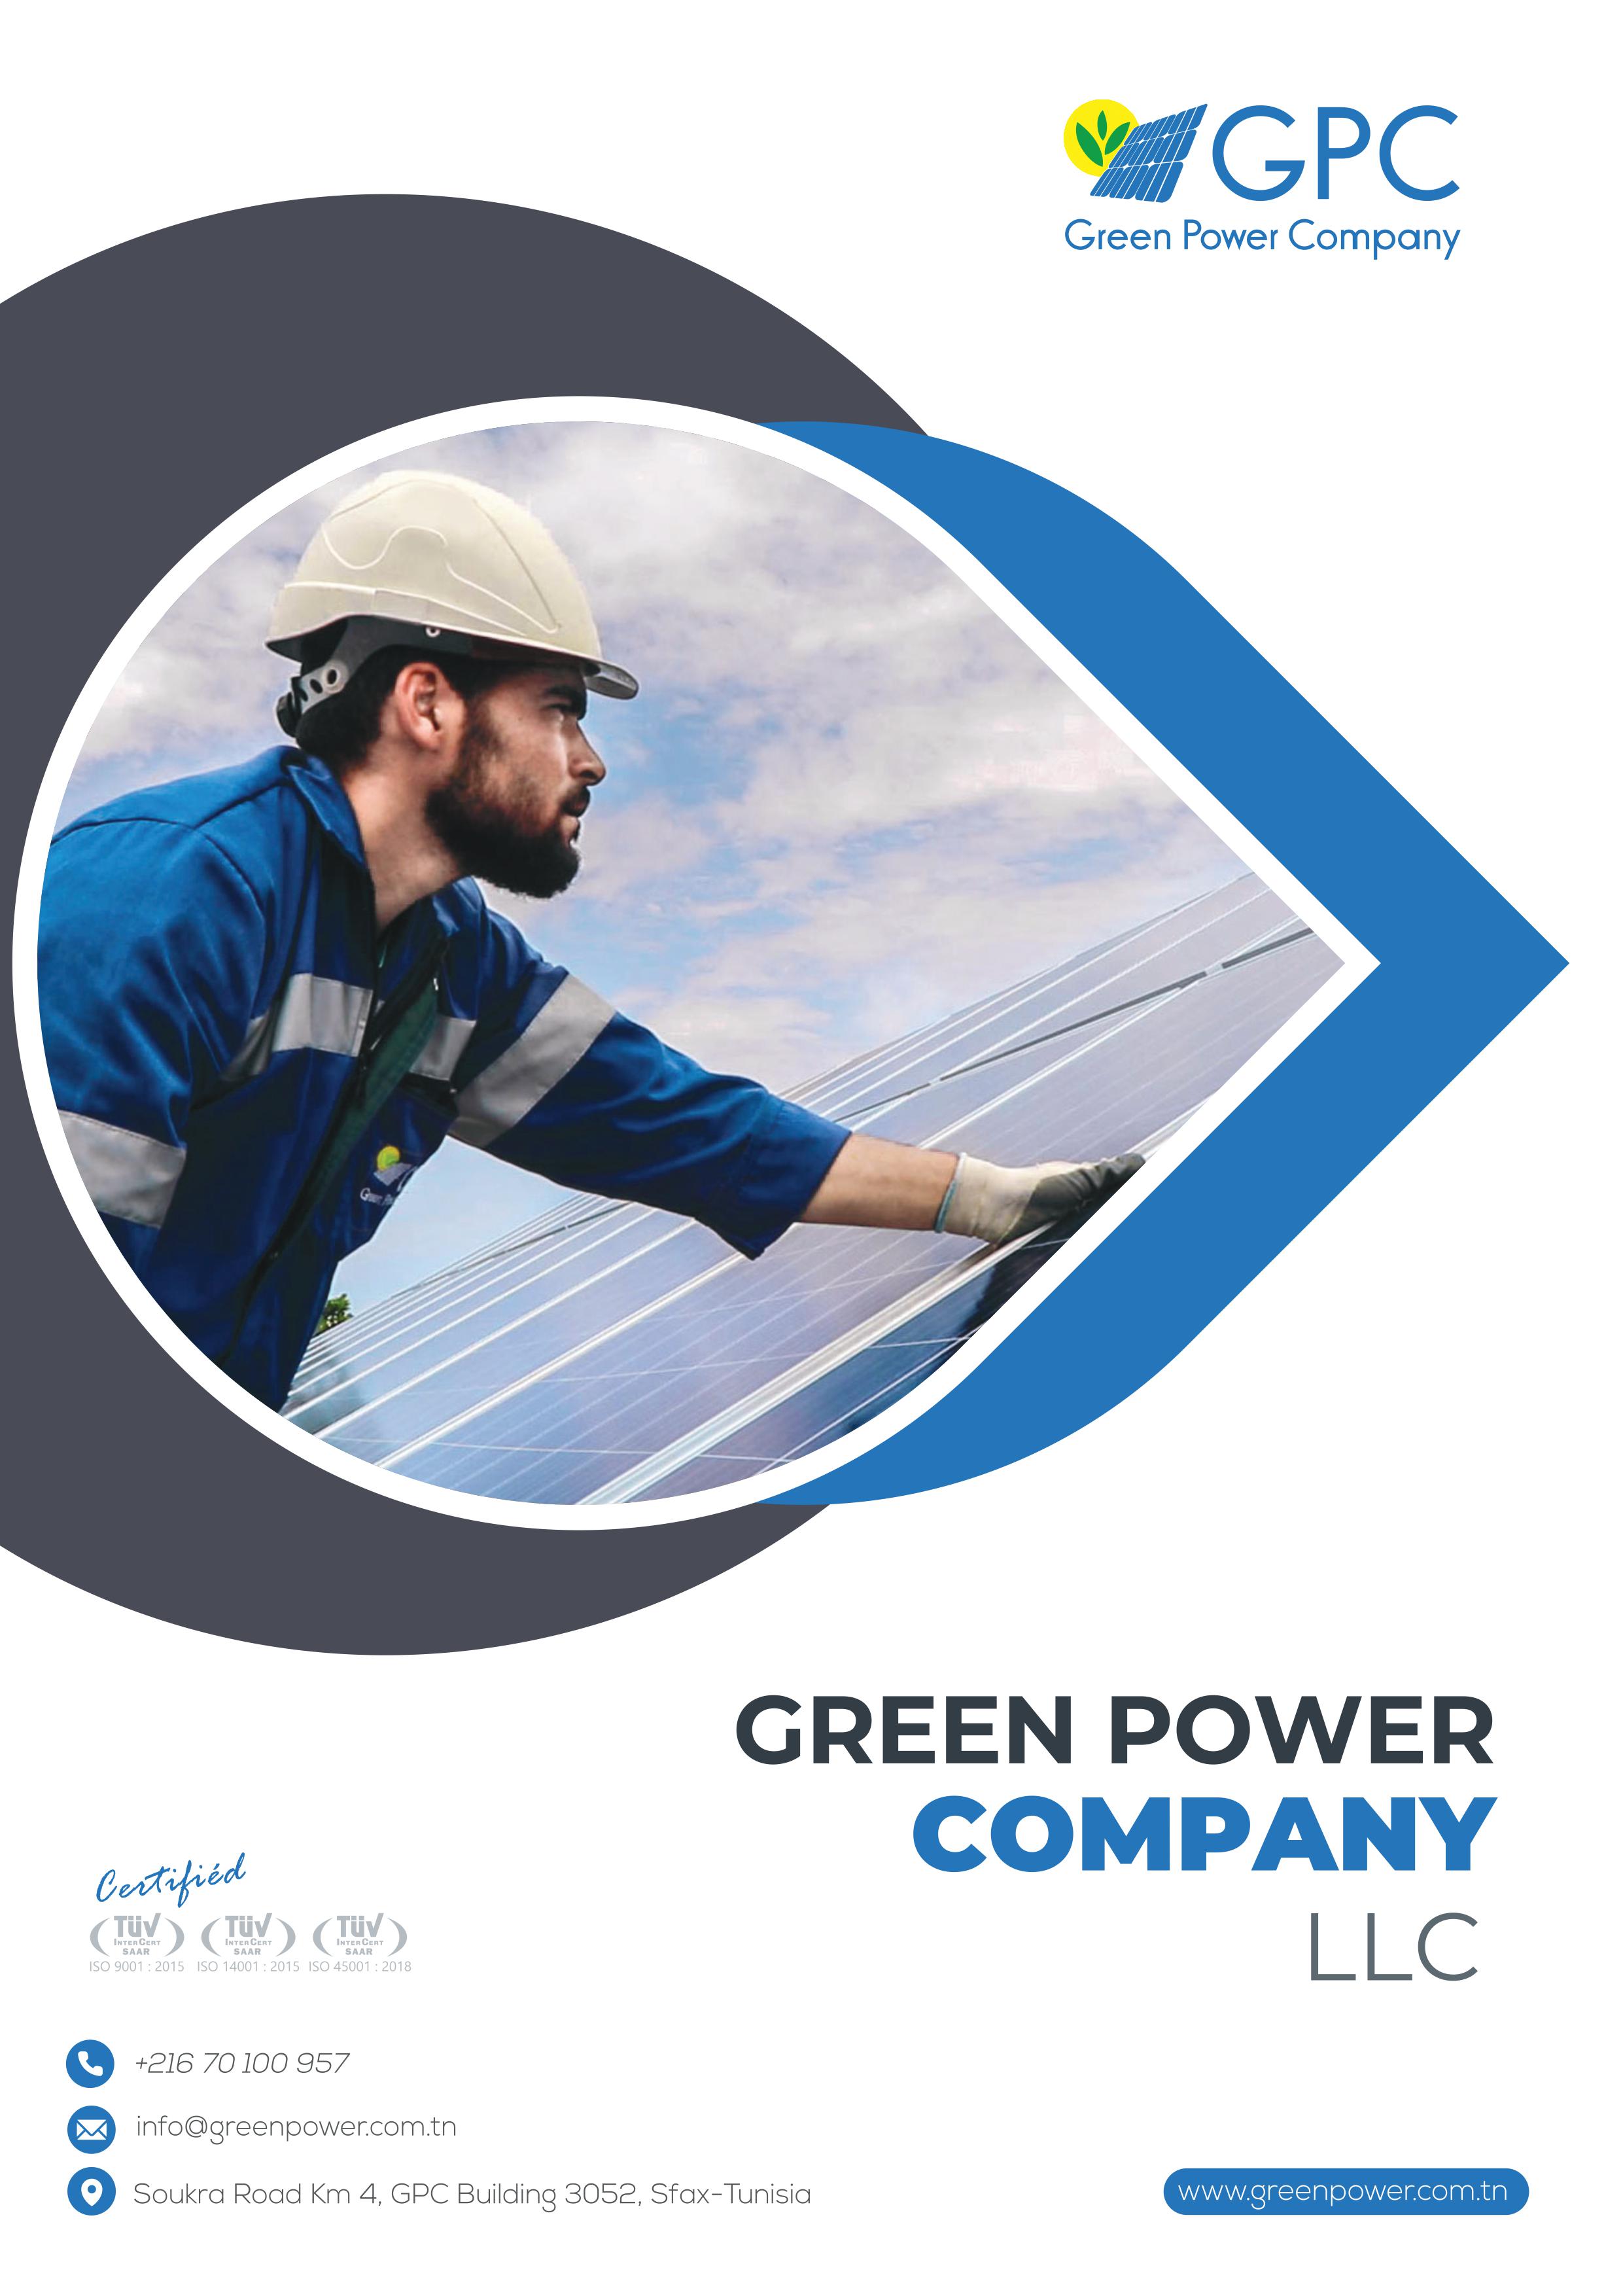 GPC
Green Power Company
GREEN POWER
COMPANY
LLC
Certifiéd
TÜV INTERCERT SAAR
ISO 9001 : 2015
TÜV INTERCERT SAAR
ISO 14001 : 2015
TÜV INTERCERT SAAR
ISO 45001 : 2018
+216 70 100 957
info@greenpower.com.tn
Soukra Road Km 4, GPC Building 3052, Sfax-Tunisia
www.greenpower.com.tn